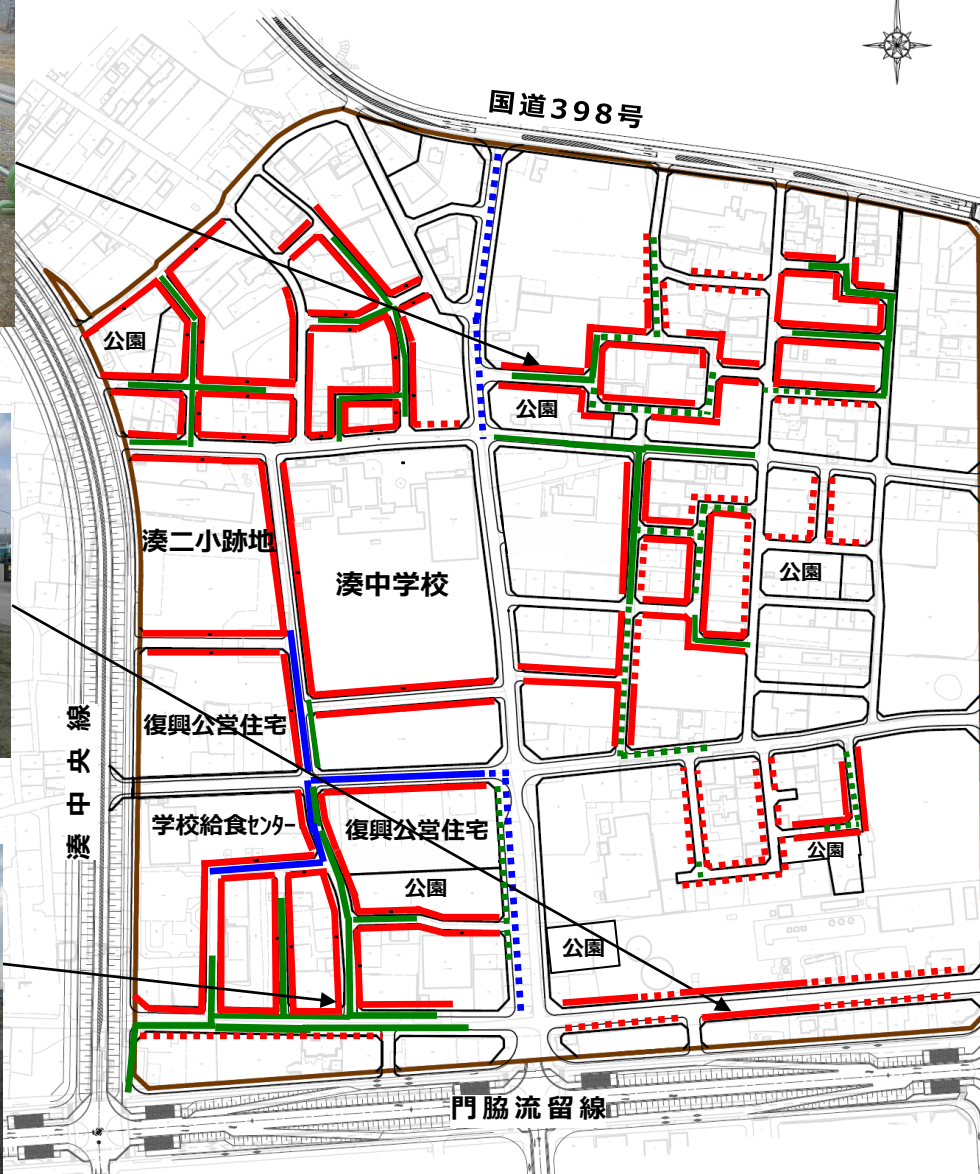 国道398号
公園
公園
湊二小跡地
湊中学校
公園
復興公営住宅
湊中央線
学校給食センター
復興公営住宅
公園
公園
公園
門脇流留線